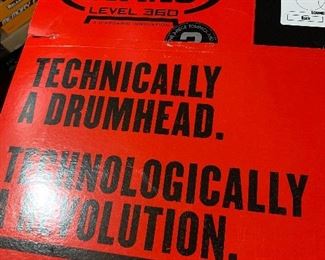 LEVEL 360
TECHNICALLY
A DRUMHEAD.
TECHNOLOGICALLY
REVOLUTION.